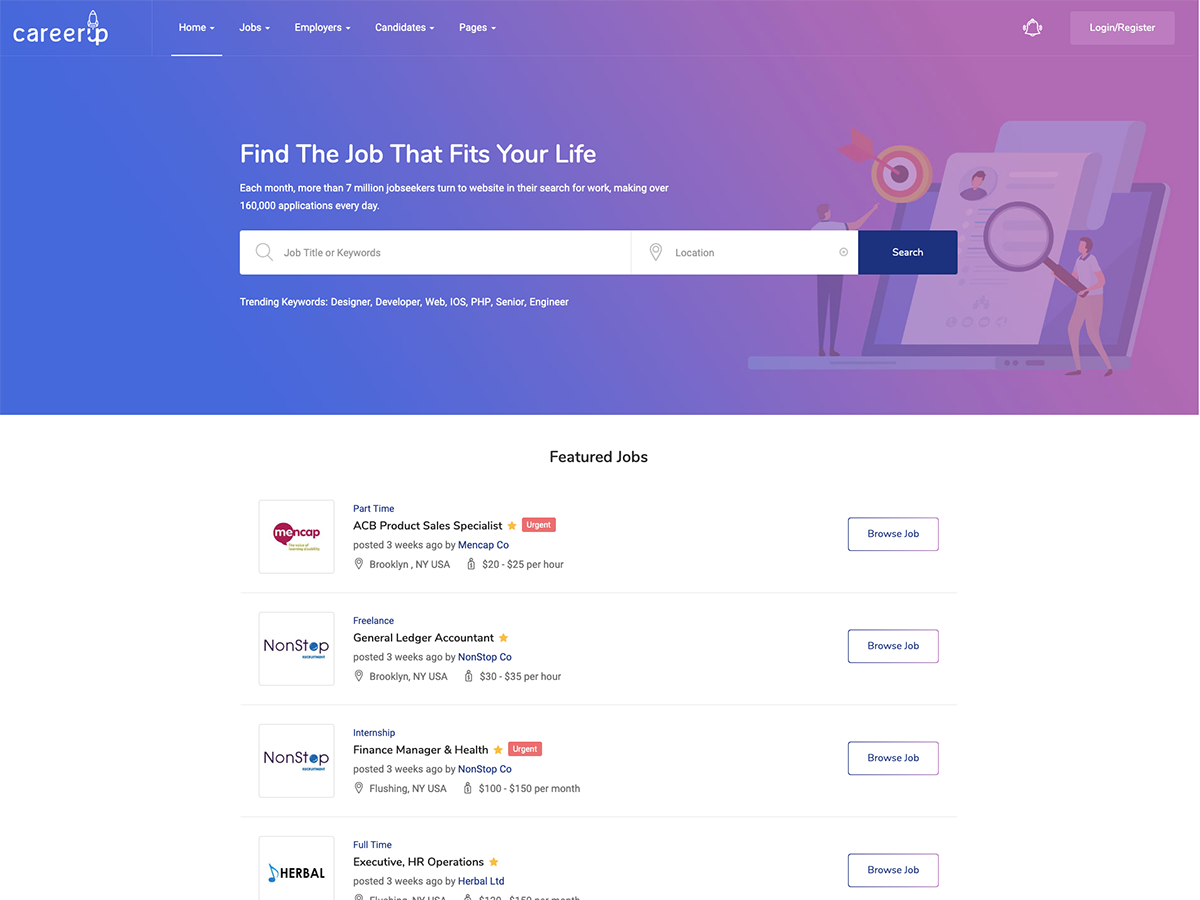 careerup
Home Jobs Employers Candidates Pages
Login/Register
Find The Job That Fits Your Life
Each month, more than 7 million jobseekers turn to website in their search for work, making over
160,000 applications every day.
Job Title or Keywords
Location
Search
Trending Keywords: Designer, Developer, Web, IOS, PHP, Senior, Engineer
Featured Jobs
mencap
The voice of
learning disability
Part Time
ACB Product Sales Specialist Urgent
posted 3 weeks ago by Mencap Co
Brooklyn , NY USA $20 - $25 per hour
Browse Job
NonStop
RECRUITMENT
Freelance
General Ledger Accountant
posted 3 weeks ago by NonStop Co
Brooklyn, NY USA $30 - $35 per hour
Browse Job
NonStop
RECRUITMENT
Internship
Finance Manager & Health Urgent
posted 3 weeks ago by NonStop Co
Flushing, NY USA $100 - $150 per month
Browse Job
HERBAL
Full Time
Executive, HR Operations
posted 3 weeks ago by Herbal Ltd
Flushing, NY USA $120 - $150 per month
Browse Job